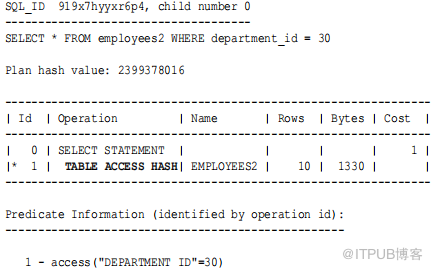 SQL_ID  919x7hyyxr6p4, child number 0
-------------------------------------
SELECT * FROM employees2 WHERE department_id = 30

Plan hash value: 2399378016

----------------------------------------------------------------
| Id  | Operation         | Name       | Rows  | Bytes | Cost  |
----------------------------------------------------------------
|   0 | SELECT STATEMENT  |            |       |       |     1 |
|*  1 |  TABLE ACCESS HASH| EMPLOYEES2 |    10 |  1330 |       |
----------------------------------------------------------------

Predicate Information (identified by operation id):
---------------------------------------------------

   1 - access("DEPARTMENT_ID"=30)
@ITPUB博客